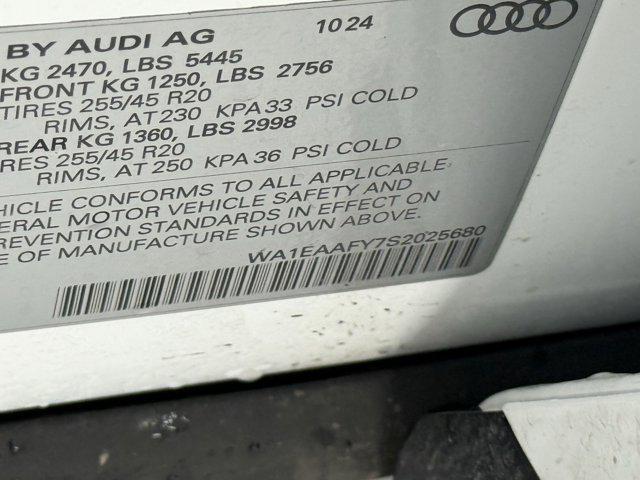 BY AUDI AG 10 24
KG 2470, LBS 5445
FRONT KG 1250, LBS 2756
TIRES 255/45 R20
RIMS, AT 230 KPA 33 PSI COLD
REAR KG 1360, LBS 2998
RES 255/45 R20
RIMS, AT 250 KPA 36 PSI COLD
HICLE CONFORMS TO ALL APPLICABLE
ERAL MOTOR VEHICLE SAFETY AND
REVENTION STANDARDS IN EFFECT ON
E OF MANUFACTURE SHOWN ABOVE.
WA1EAAFY7S2025680